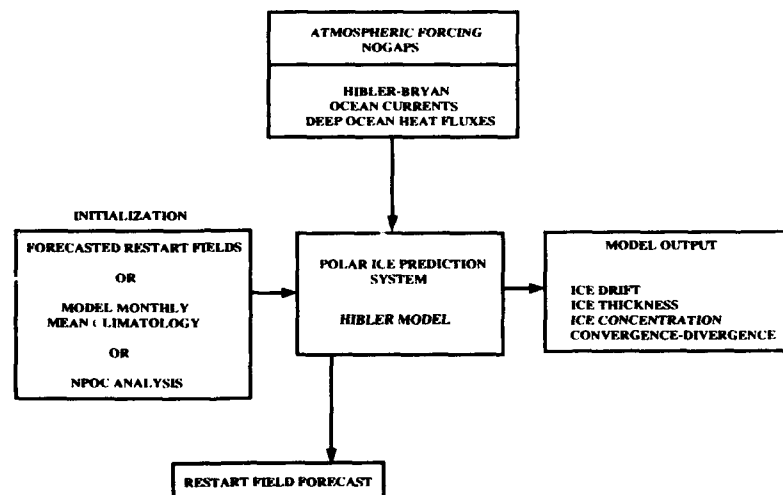 ATMOSPHERIC FORCING
NOGAPS
HIBLER-BRYAN
OCEAN CURRENTS
DEEP OCEAN HEAT FLUXES
INITIALIZATION
FORECASTED RESTART FIELDS
OR
MODEL MONTHLY
MEAN CLIMATOLOGY
OR
NPOC ANALYSIS
POLAR ICE PREDICTION
SYSTEM
HIBLER MODEL
MODEL OUTPUT
ICE DRIFT
ICE THICKNESS
ICE CONCENTRATION
CONVERGENCE-DIVERGENCE
RESTART FIELD FORECAST